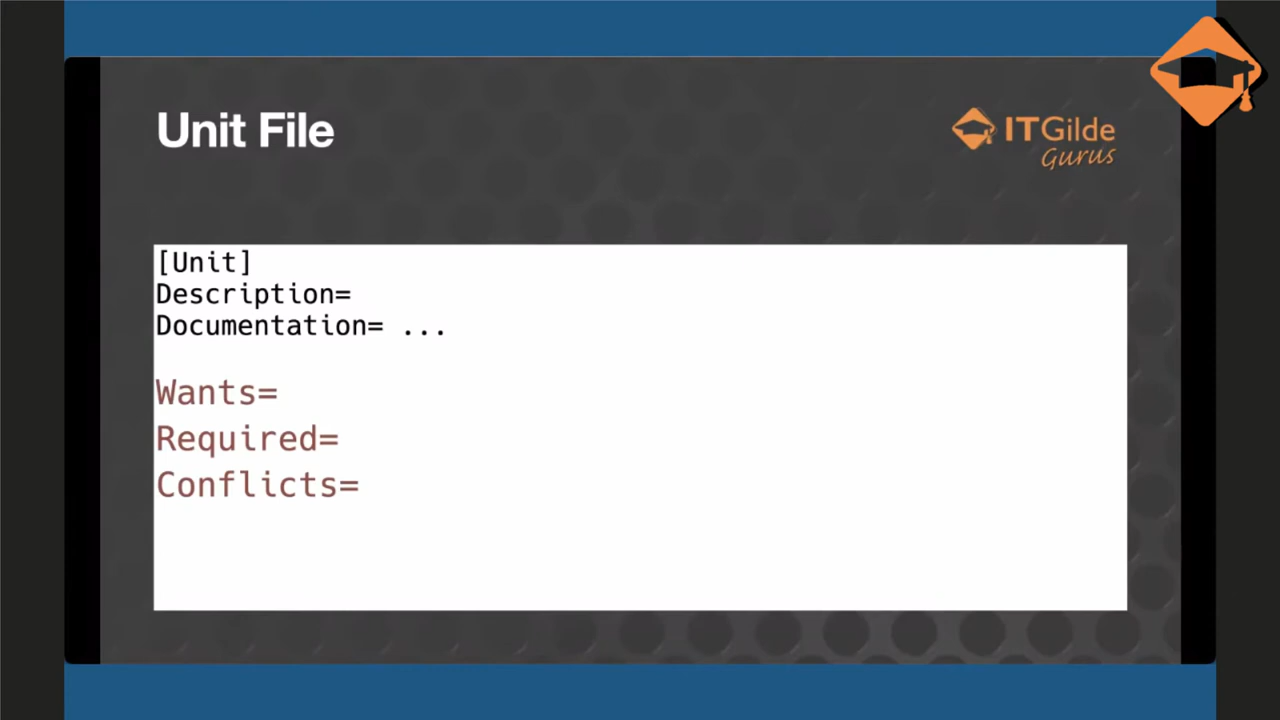 Unit File
ITGilde
Gurus
[Unit]
Description=
Documentation= ...
Wants=
Required=
Conflicts=